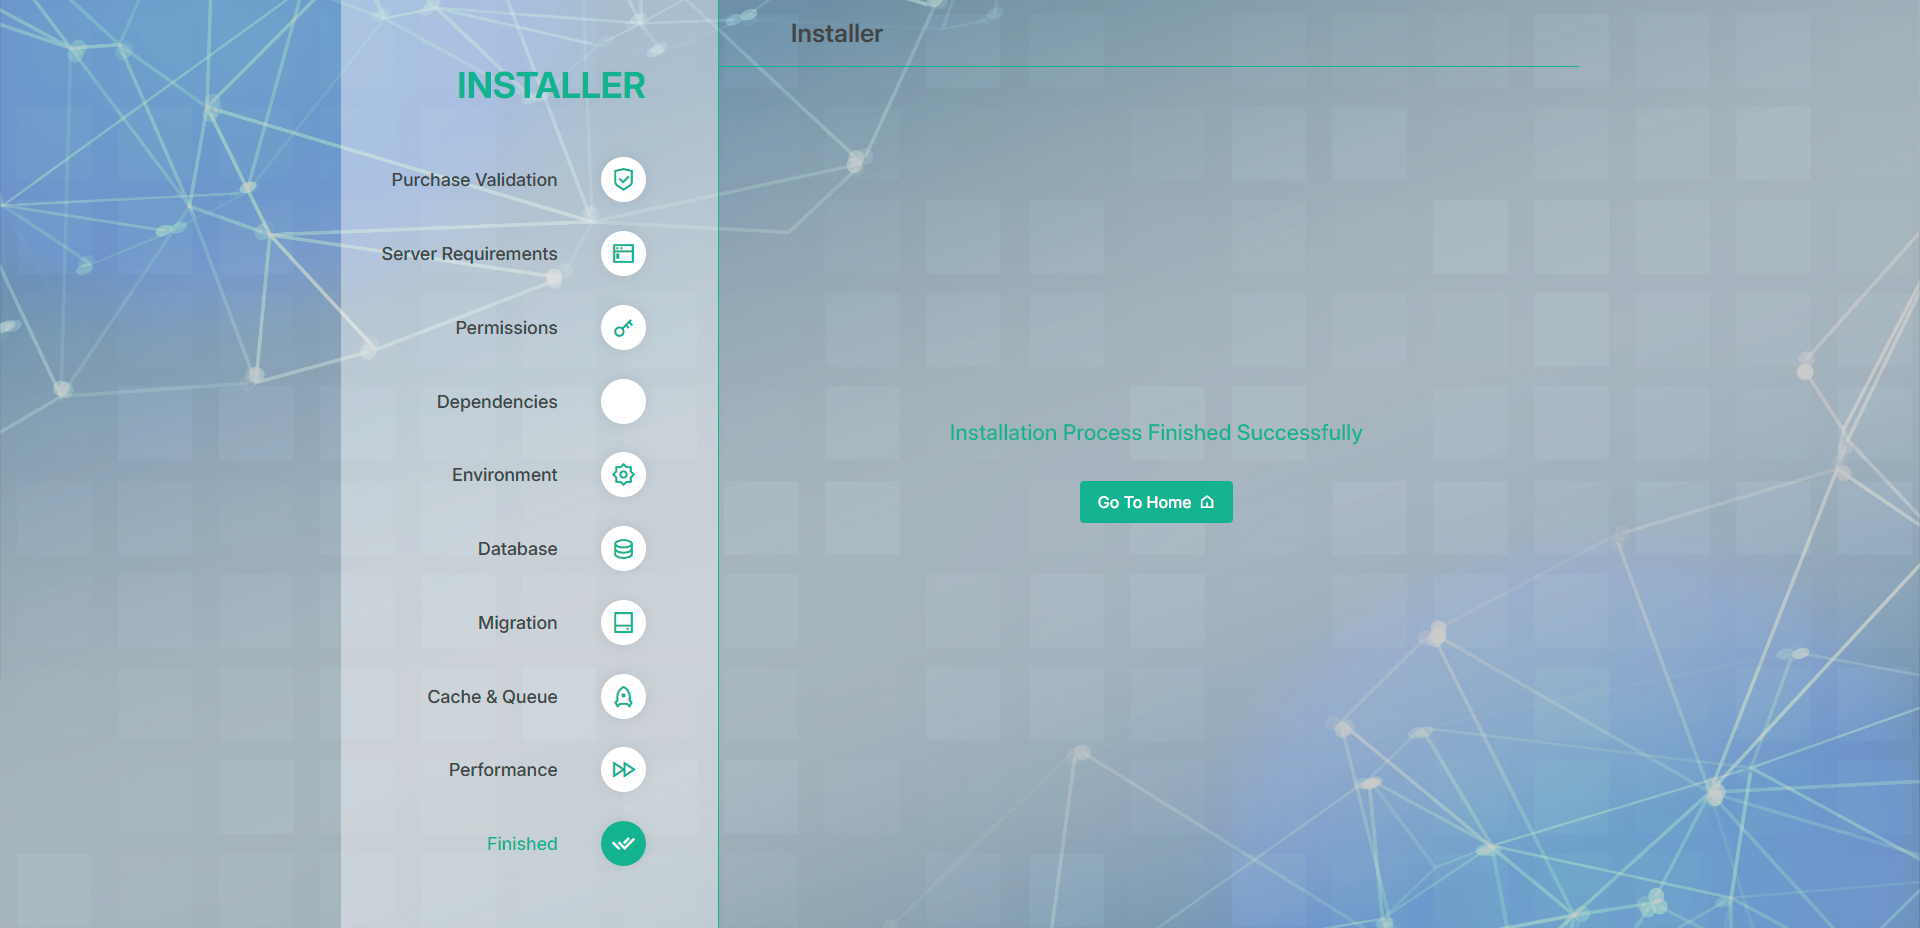 INSTALLER
Purchase Validation
Server Requirements
Permissions
Dependencies
Environment
Database
Migration
Cache & Queue
Performance
Finished
Installer
Installation Process Finished Successfully
Go To Home